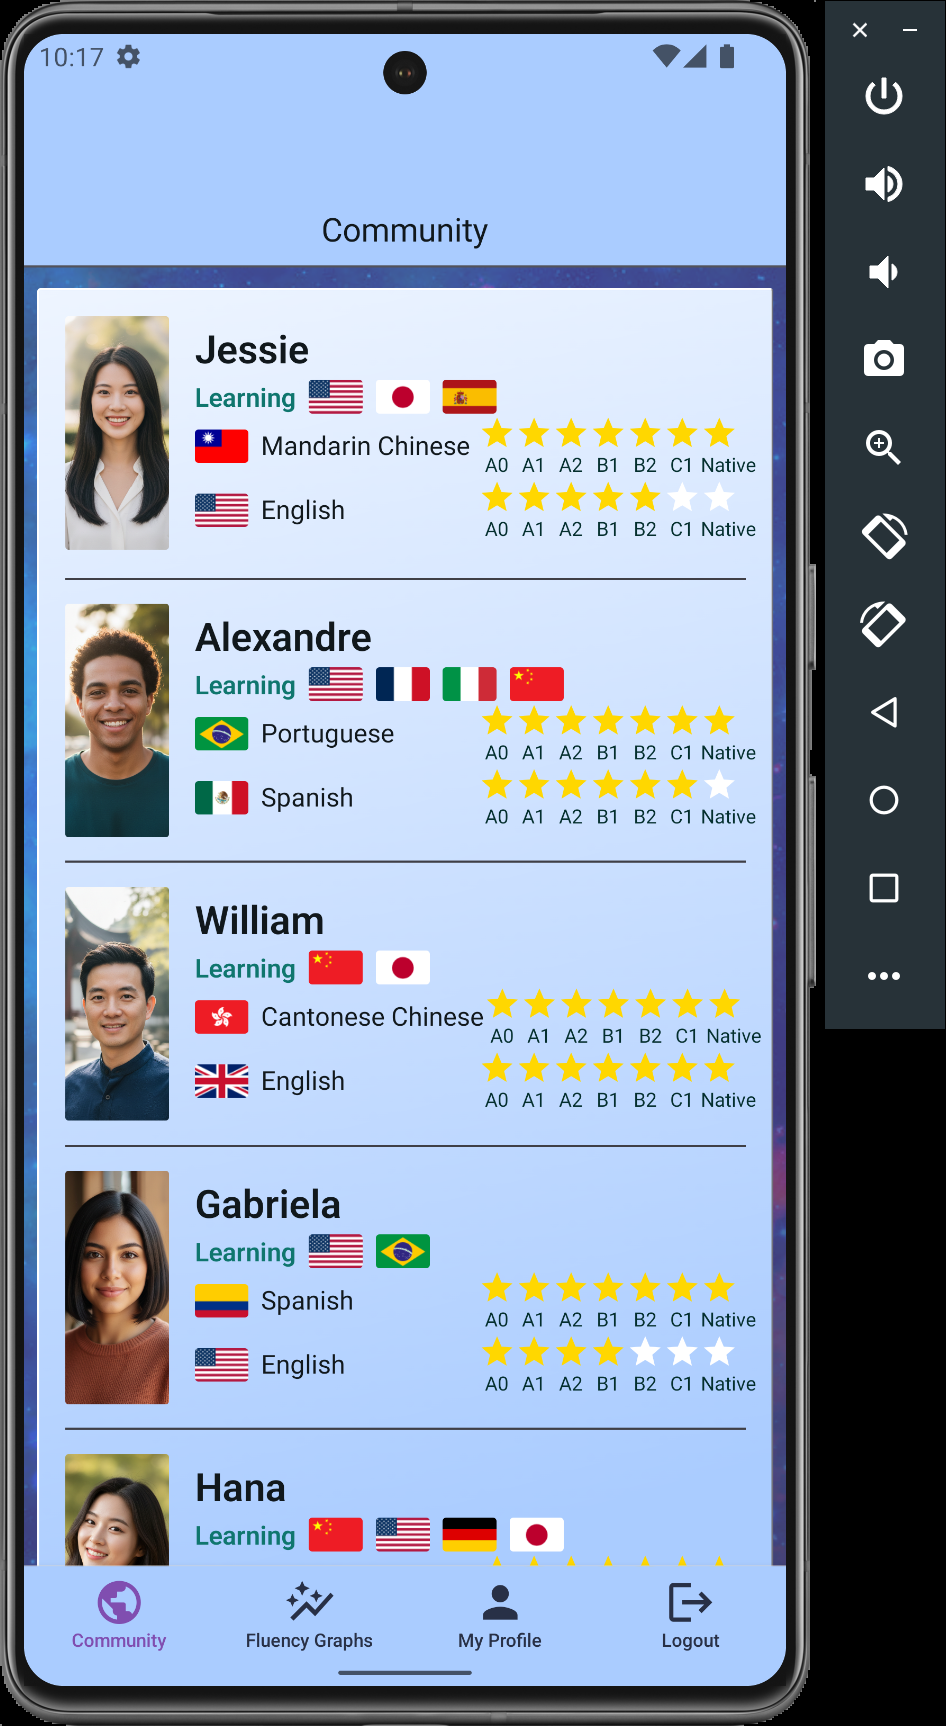 10:17
Community
Jessie
Learning
Mandarin Chinese
A0 A1 A2 B1 B2 C1 Native
English
A0 A1 A2 B1 B2 C1 Native
Alexandre
Learning
Portuguese
A0 A1 A2 B1 B2 C1 Native
Spanish
A0 A1 A2 B1 B2 C1 Native
William
Learning
Cantonese Chinese
A0 A1 A2 B1 B2 C1 Native
English
A0 A1 A2 B1 B2 C1 Native
Gabriela
Learning
Spanish
A0 A1 A2 B1 B2 C1 Native
English
A0 A1 A2 B1 B2 C1 Native
Hana
Learning
Community Fluency Graphs My Profile Logout